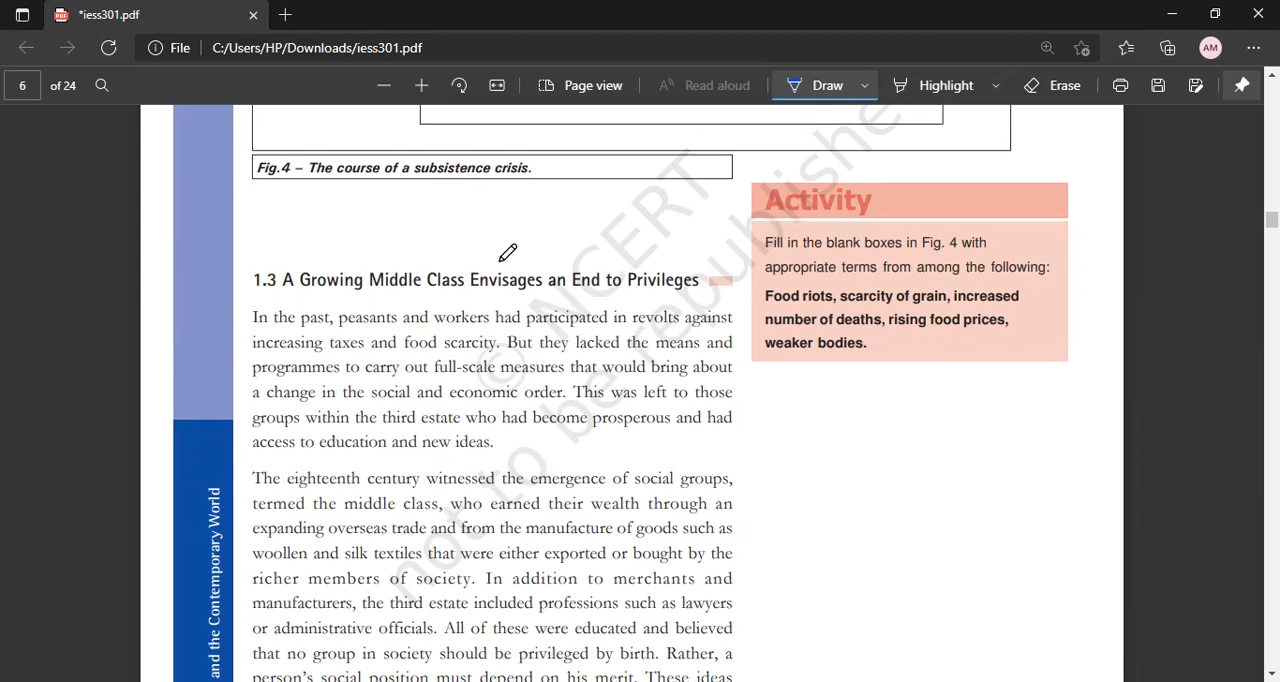 *iess301.pdf
File
C:/Users/HP/Downloads/iess301.pdf
AM
6
of 24
Page view
Read aloud
Draw
Highlight
Erase
Fig.4 – The course of a subsistence crisis.
1.3 A Growing Middle Class Envisages an End to Privileges
In the past, peasants and workers had participated in revolts against
increasing taxes and food scarcity. But they lacked the means and
programmes to carry out full-scale measures that would bring about
a change in the social and economic order. This was left to those
groups within the third estate who had become prosperous and had
access to education and new ideas.
The eighteenth century witnessed the emergence of social groups,
termed the middle class, who earned their wealth through an
expanding overseas trade and from the manufacture of goods such as
woollen and silk textiles that were either exported or bought by the
richer members of society. In addition to merchants and
manufacturers, the third estate included professions such as lawyers
or administrative officials. All of these were educated and believed
that no group in society should be privileged by birth. Rather, a
person's social position must depend on his merit. These ideas
Activity
Fill in the blank boxes in Fig. 4 with
appropriate terms from among the following:
Food riots, scarcity of grain, increased
number of deaths, rising food prices,
weaker bodies.
and the Contemporary World
© NCERT
not to be republishe